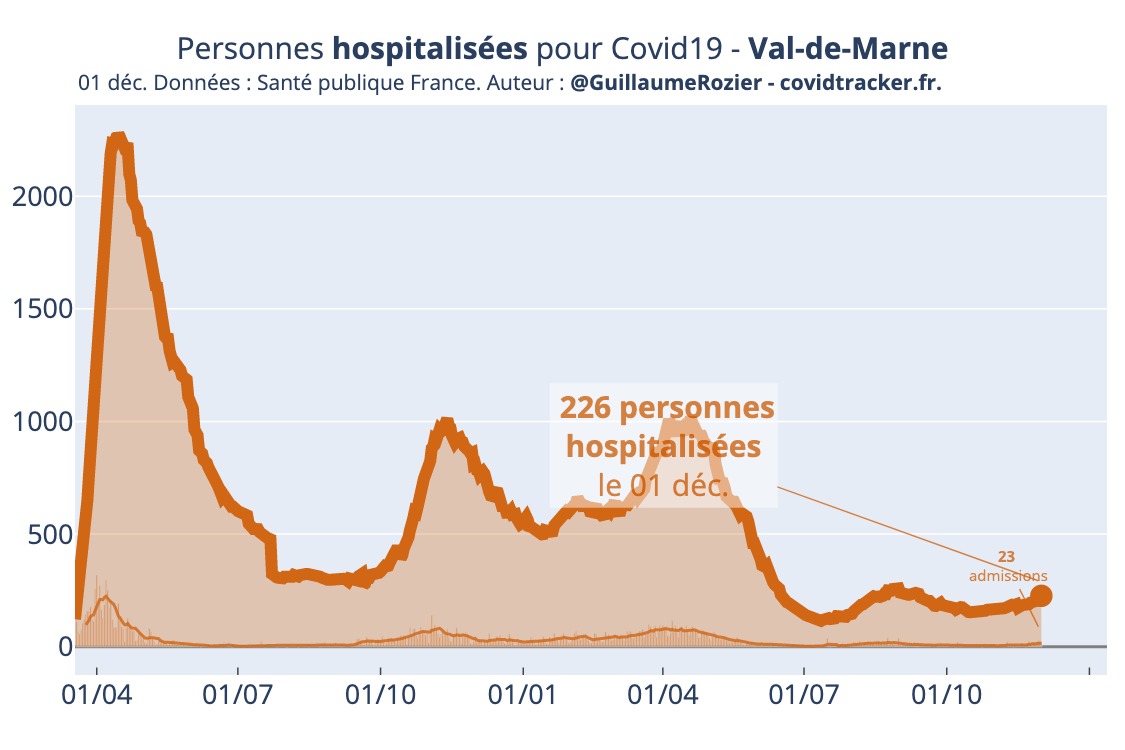 Personnes hospitalisées pour Covid19 - Val-de-Marne
01 déc. Données : Santé publique France. Auteur : @GuillaumeRozier - covidtracker.fr.
2000
1500
1000
500
0
226 personnes
hospitalisées
le 01 déc.
23
admissions
01/04
01/07
01/10
01/01
01/04
01/07
01/10